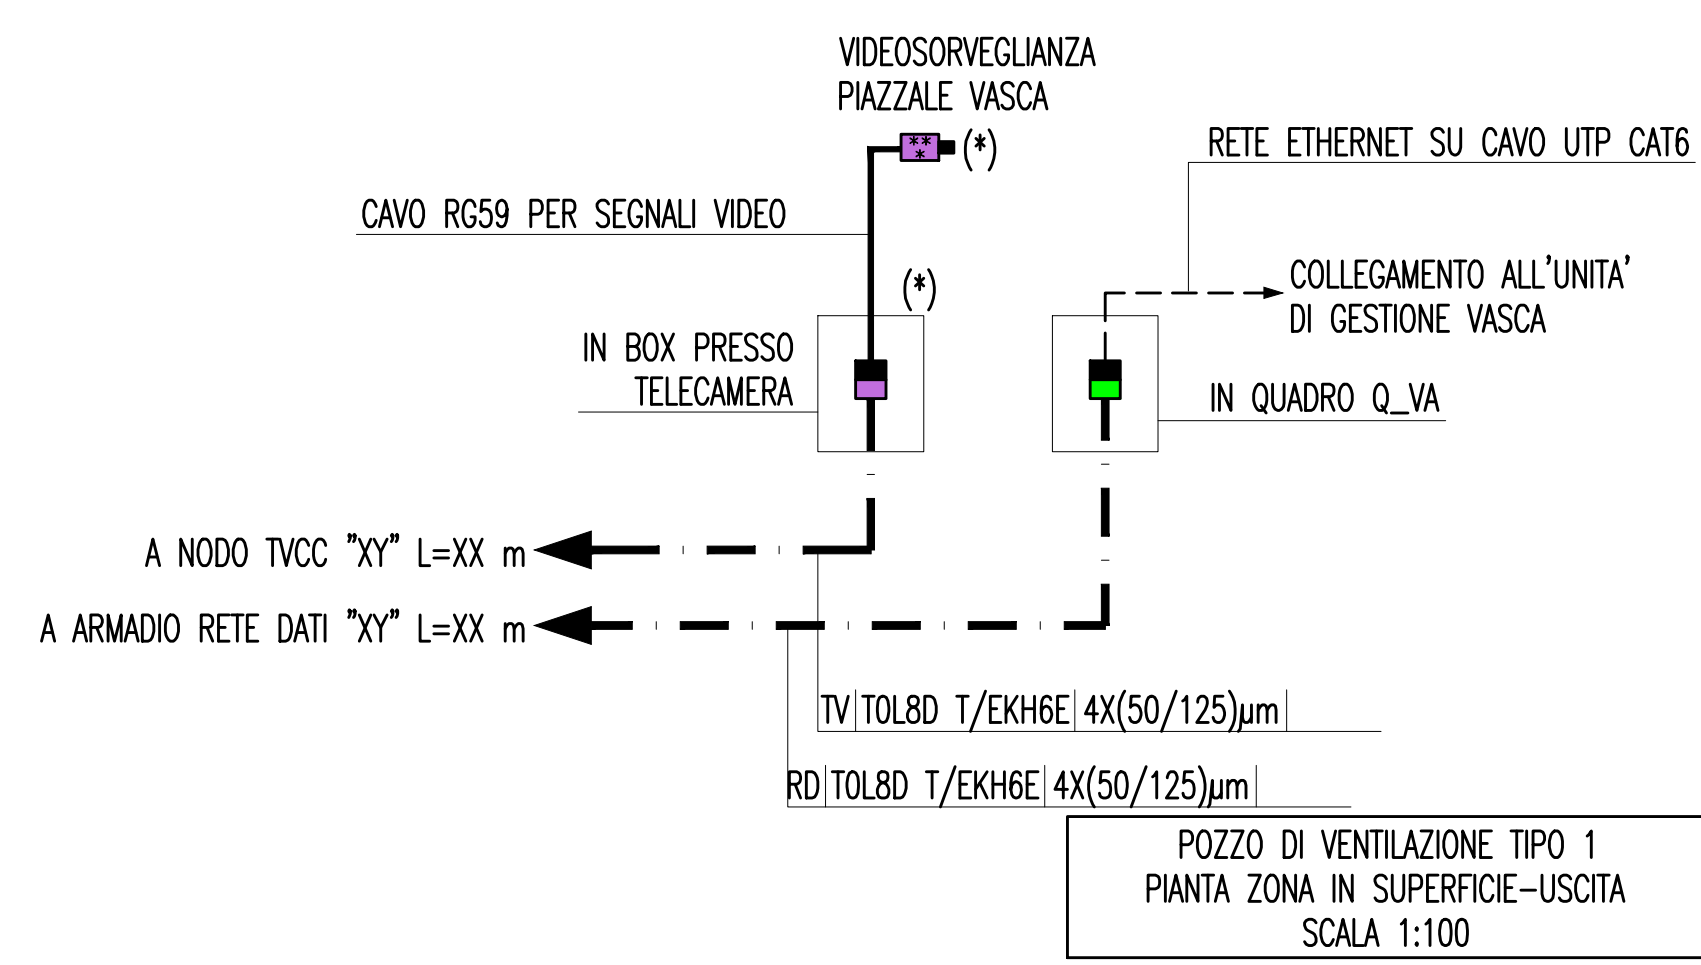 VIDEOSORVEGLIANZA
PIAZZALE VASCA
***
(*)
RETE ETHERNET SU CAVO UTP CAT6
CAVO RG59 PER SEGNALI VIDEO
(*)
COLLEGAMENTO ALL'UNITA'
DI GESTIONE VASCA
IN BOX PRESSO
TELECAMERA
IN QUADRO Q_VA
A NODO TVCC "XY" L=XX m
A ARMADIO RETE DATI "XY" L=XX m
TV TOL8D T/EKH6E 4X(50/125)µm
RD TOL8D T/EKH6E 4X(50/125)µm
POZZO DI VENTILAZIONE TIPO 1
PIANTA ZONA IN SUPERFICIE-USCITA
SCALA 1:100